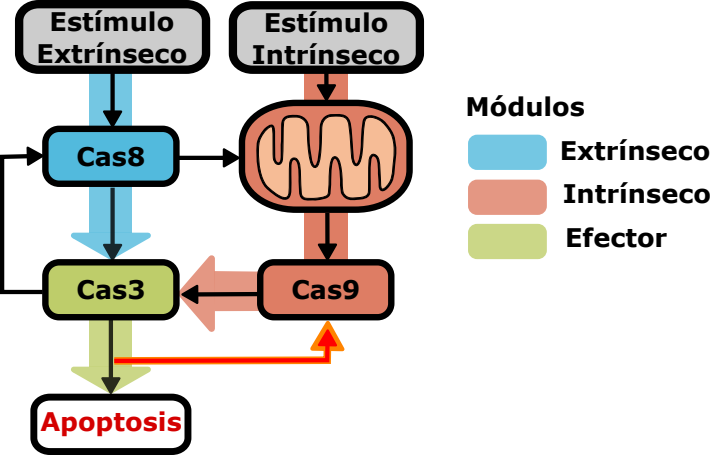 Estímulo
Extrínseco
Estímulo
Intrínseco
Módulos
Extrínseco
Intrínseco
Efector
Cas8
Cas3
Cas9
Apoptosis